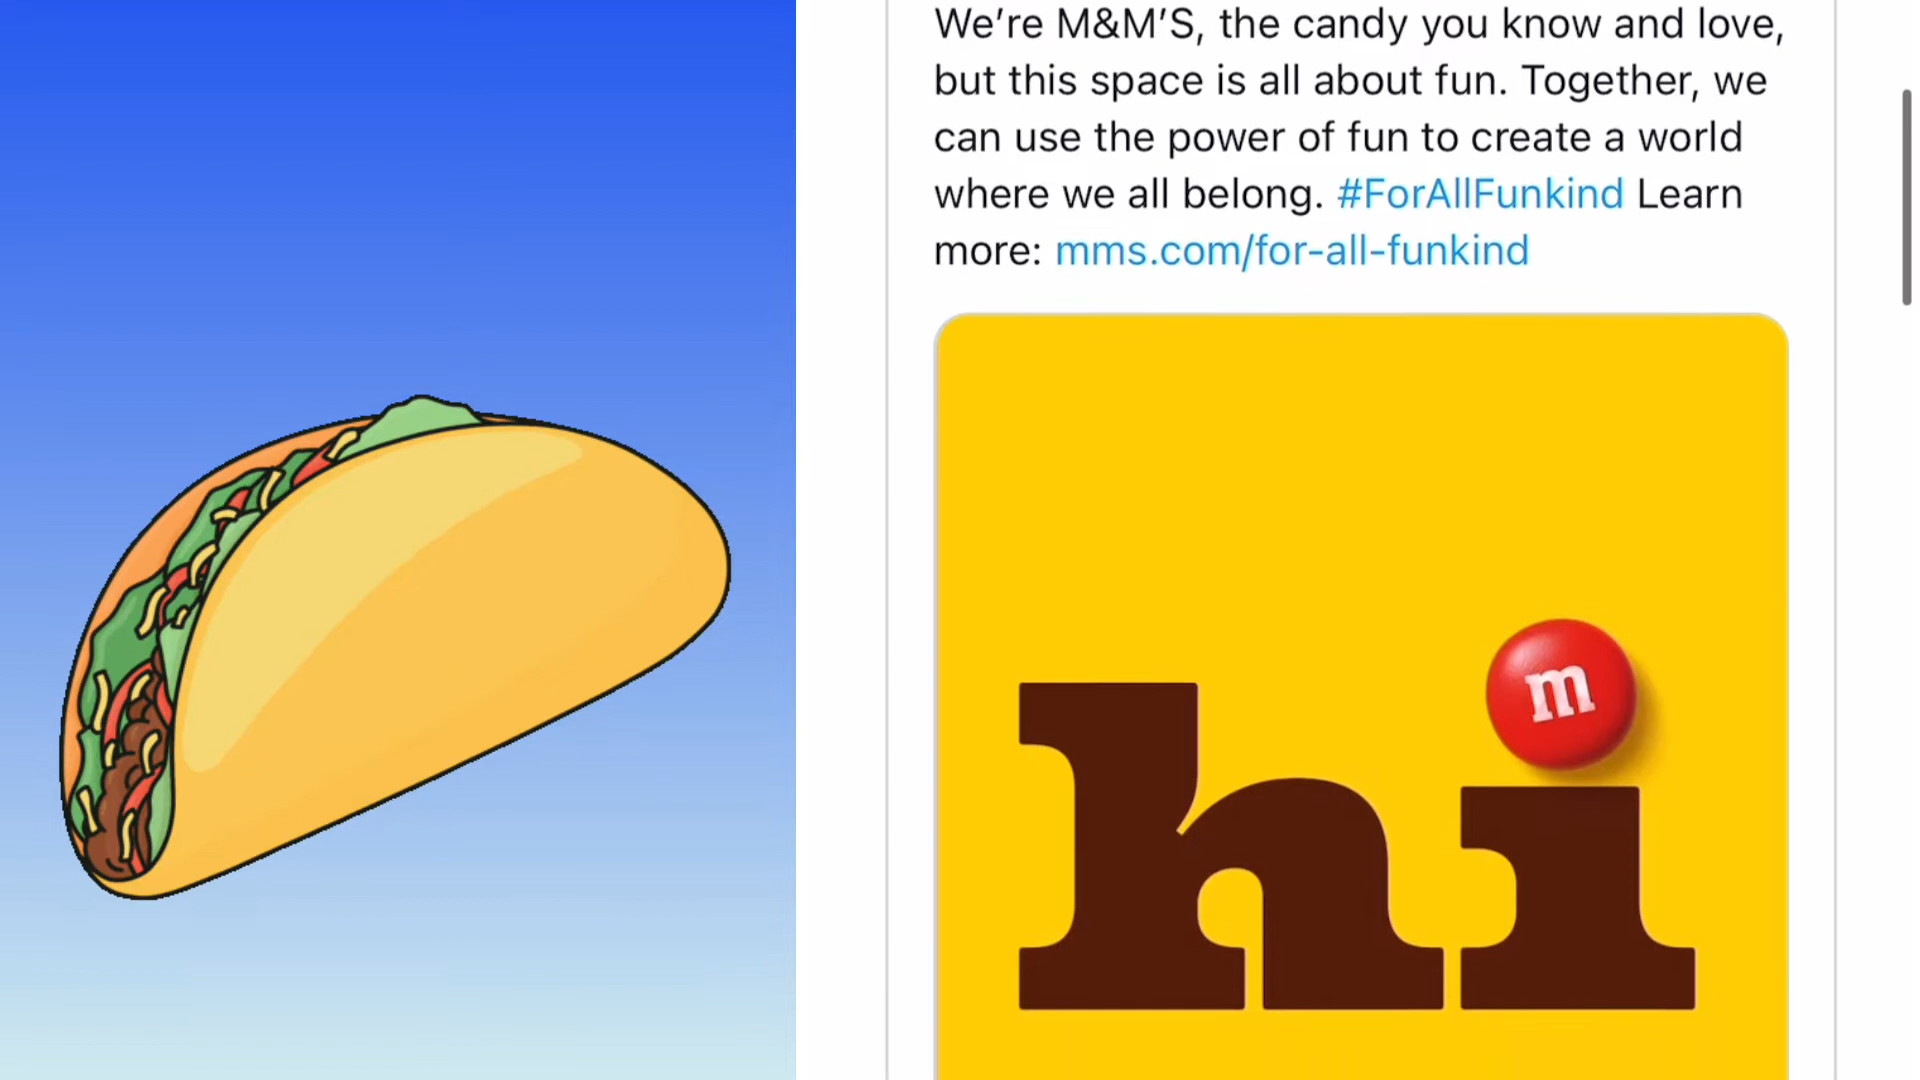 We’re M&M’S, the candy you know and love,
but this space is all about fun. Together, we
can use the power of fun to create a world
where we all belong. #ForAllFunkind Learn
more: mms.com/for-all-funkind
m
hi